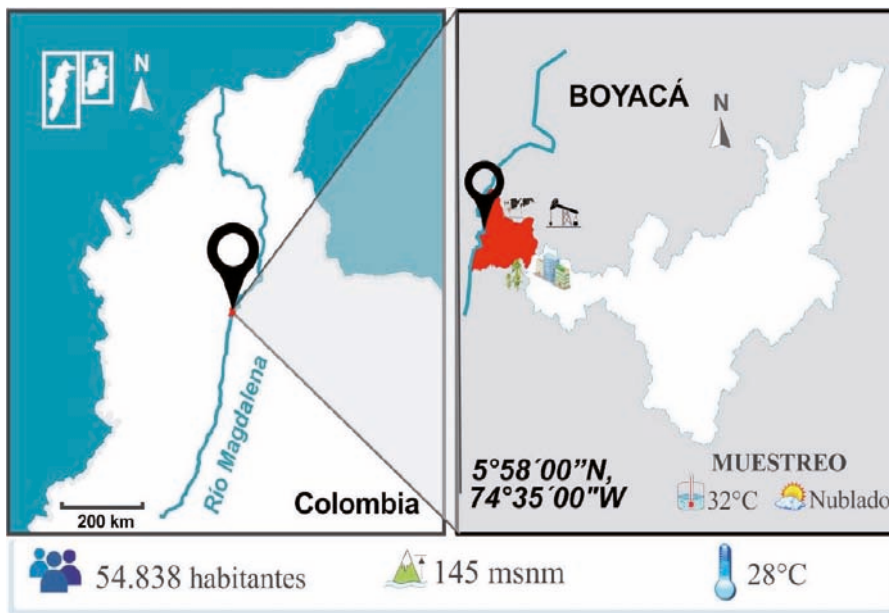 N
Río Magdalena
200 km
Colombia
BOYACÁ
N
5°58´00”N,
74°35´00"W
MUESTREO
32°C
Nublado
54.838 habitantes
145 msnm
28°C